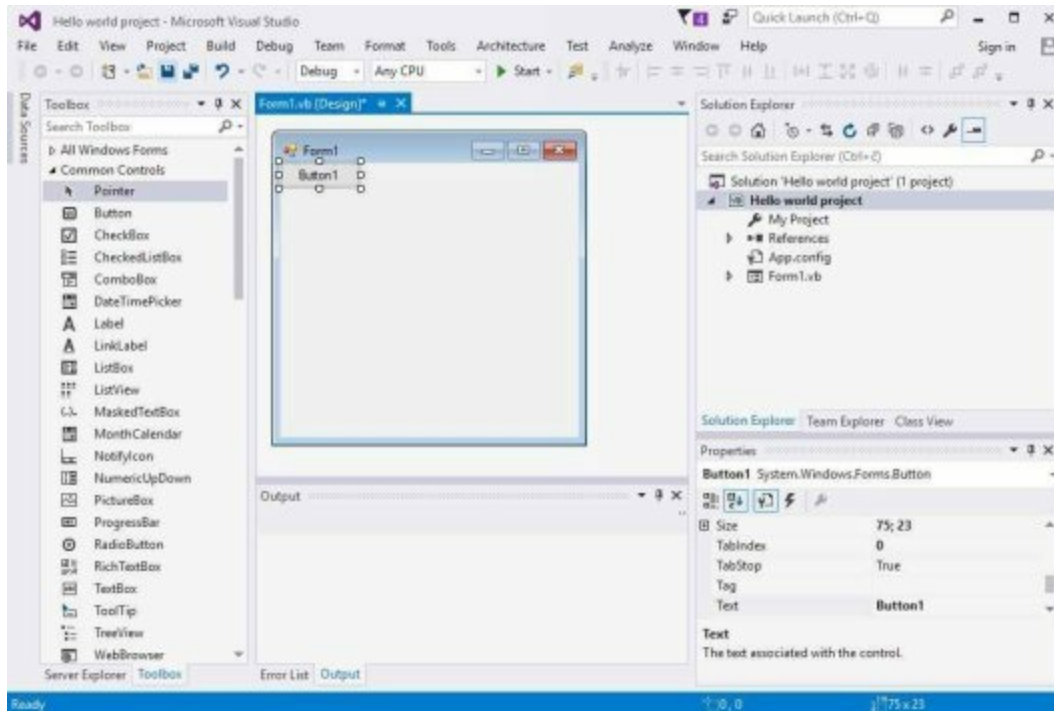 Hello world project - Microsoft Visual Studio
4
Quick Launch (Ctrl+Q)
File Edit View Project Build Debug Team Format Tools Architecture Test Analyze Window Help
Sign in
Debug Any CPU Start
Data Sources
Toolbox
Search Toolbox
All Windows Forms
Common Controls
Pointer
Button
CheckBox
CheckedListBox
ComboBox
DateTimePicker
Label
LinkLabel
ListBox
ListView
MaskedTextBox
MonthCalendar
NotifyIcon
NumericUpDown
PictureBox
ProgressBar
RadioButton
RichTextBox
TextBox
ToolTip
TreeView
WebBrowser
Server Explorer Toolbox
Form1.vb [Design]*
Form1
Button1
Output
Error List Output
Solution Explorer
Search Solution Explorer (Ctrl+č)
Solution 'Hello world project' (1 project)
Hello world project
My Project
References
App.config
Form1.vb
Solution Explorer Team Explorer Class View
Properties
Button1 System.Windows.Forms.Button
Size 75; 23
TabIndex 0
TabStop True
Tag
Text Button1
Text
The text associated with the control.
Ready
0, 0
75 x 23